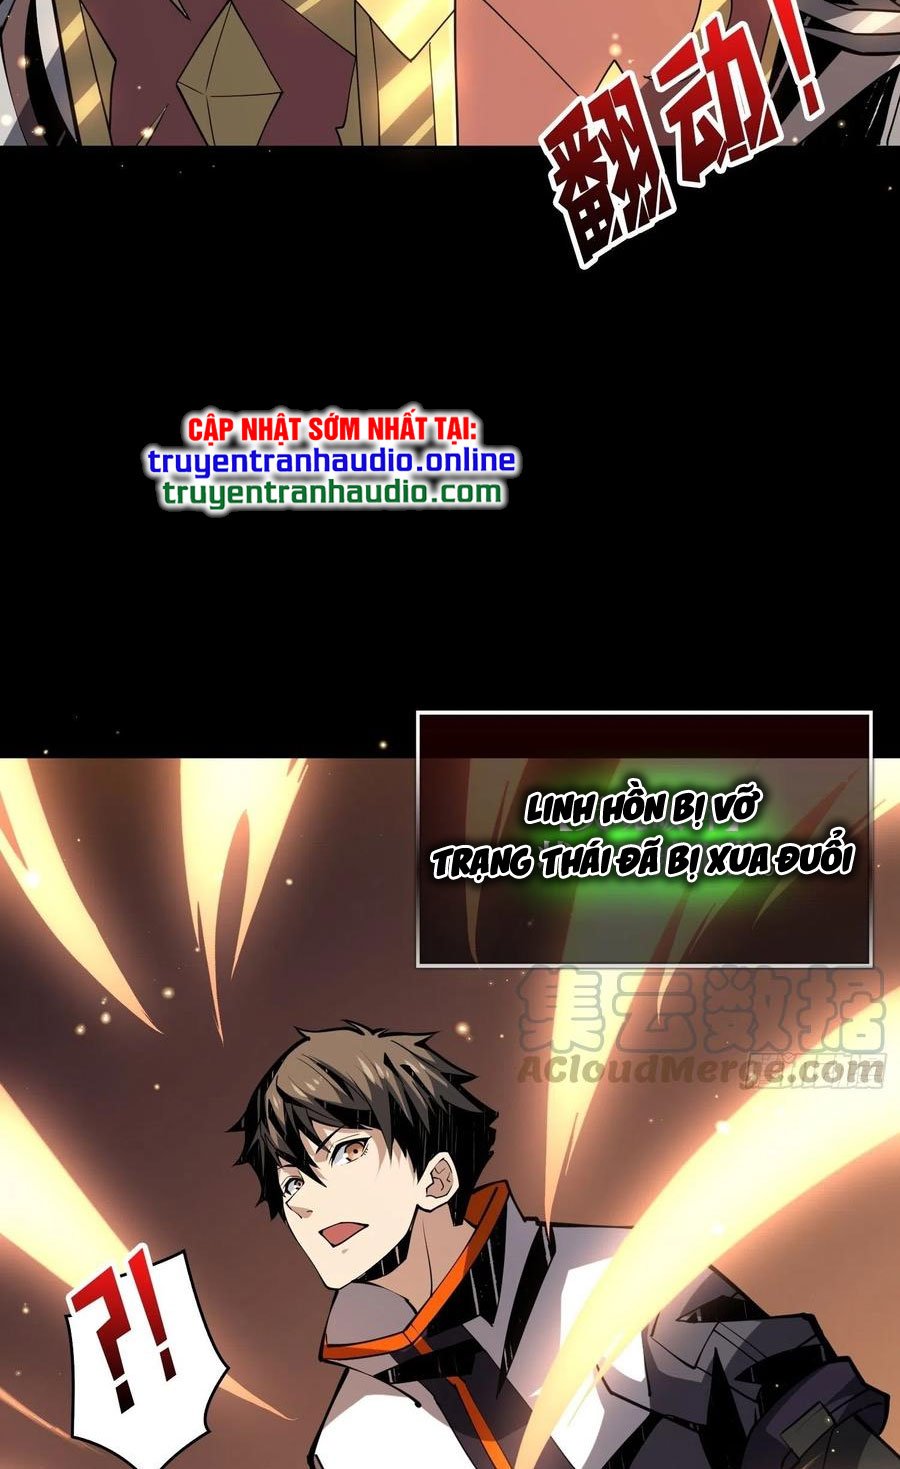 翻动!
CẬP NHẬT SỚM NHẤT TẠI:
truyentranhaudio.online
truyentranhaudio.com
LINH HỒN BỊ VỠ
TRẠNG THÁI ĐÃ BỊ XUA ĐUỔI
集云数据
ACloudMerge.com
?!